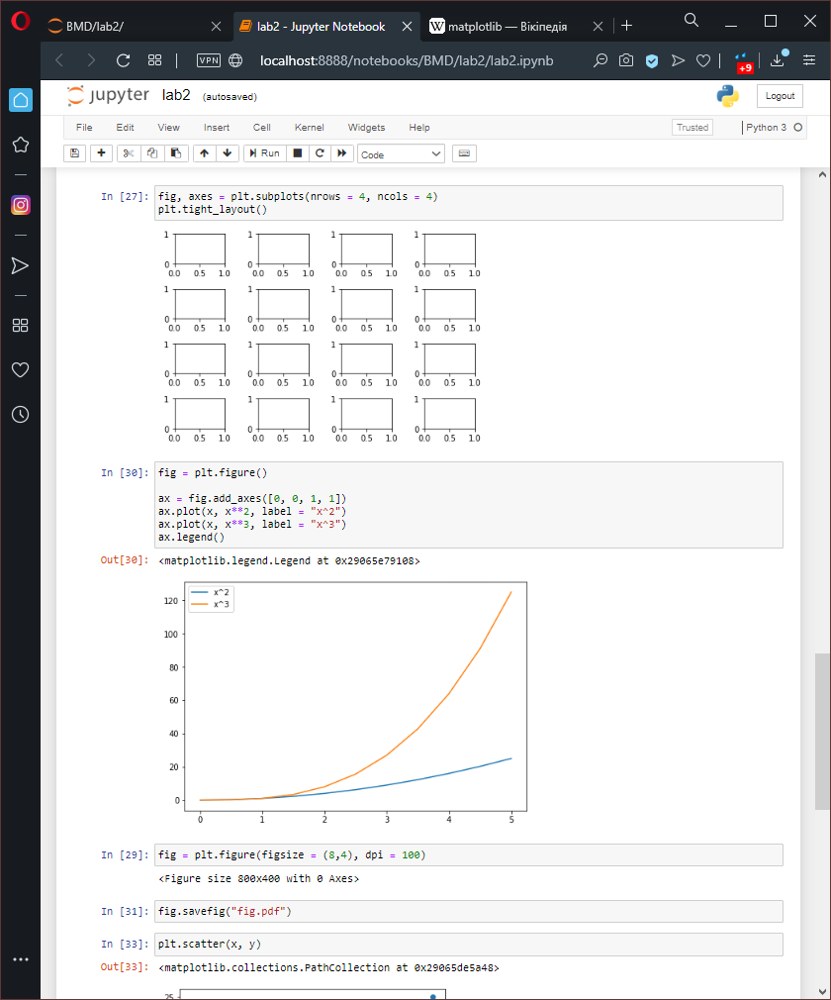 BMD/lab2/
lab2 - Jupyter Notebook
W matplotlib — Вікіпедія
VPN
localhost:8888/notebooks/BMD/lab2/lab2.ipynb
+9
jupyter lab2 (autosaved)
Logout
File Edit View Insert Cell Kernel Widgets Help
Trusted
Python 3
Run
Code
In [27]: fig, axes = plt.subplots(nrows = 4, ncols = 4)
plt.tight_layout()
1 1 1 1
0 0 0 0
0.0 0.5 1.0 0.0 0.5 1.0 0.0 0.5 1.0 0.0 0.5 1.0
1 1 1 1
0 0 0 0
0.0 0.5 1.0 0.0 0.5 1.0 0.0 0.5 1.0 0.0 0.5 1.0
1 1 1 1
0 0 0 0
0.0 0.5 1.0 0.0 0.5 1.0 0.0 0.5 1.0 0.0 0.5 1.0
1 1 1 1
0 0 0 0
0.0 0.5 1.0 0.0 0.5 1.0 0.0 0.5 1.0 0.0 0.5 1.0
In [30]: fig = plt.figure()
ax = fig.add_axes([0, 0, 1, 1])
ax.plot(x, x**2, label = "x^2")
ax.plot(x, x**3, label = "x^3")
ax.legend()
Out[30]: <matplotlib.legend.Legend at 0x29065e79108>
x^2
x^3
120
100
80
60
40
20
0
0 1 2 3 4 5
In [29]: fig = plt.figure(figsize = (8,4), dpi = 100)
<Figure size 800x400 with 0 Axes>
In [31]: fig.savefig("fig.pdf")
In [33]: plt.scatter(x, y)
Out[33]: <matplotlib.collections.PathCollection at 0x29065de5a48>
25